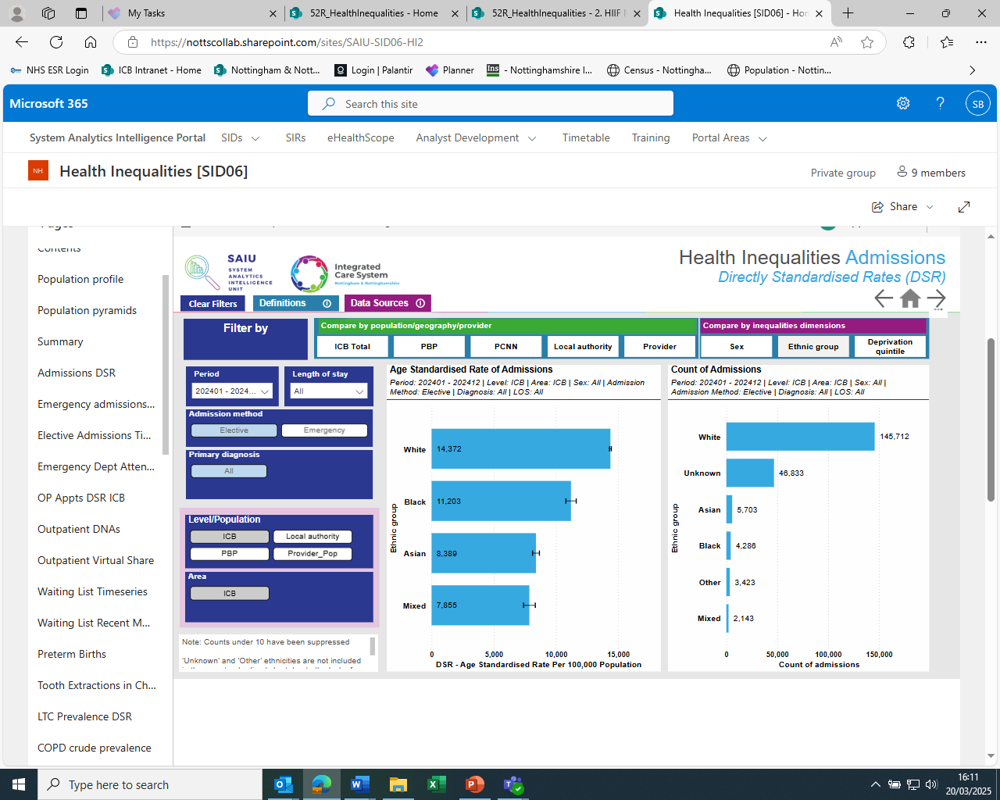 My Tasks
52R_HealthInequalities - Home
52R_HealthInequalities - 2. HIIF
Health Inequalities [SID06] - Hom
https://nottscollab.sharepoint.com/sites/SAIU-SID06-HI2
NHS ESR Login
ICB Intranet - Home
Nottingham & Nott...
Login | Palantir
Planner
Ins
- Nottinghamshire I...
Census - Nottingha...
Population - Nottin...
Microsoft 365
Search this site
SB
System Analytics Intelligence Portal
SIDs
SIRs
eHealthScope
Analyst Development
Timetable
Training
Portal Areas
NH
Health Inequalities [SID06]
Private group
9 members
Share
Pages
Contents
Population profile
Population pyramids
Summary
Admissions DSR
Emergency admissions...
Elective Admissions Ti...
Emergency Dept Atten...
OP Appts DSR ICB
Outpatient DNAs
Outpatient Virtual Share
Waiting List Timeseries
Waiting List Recent M...
Preterm Births
Tooth Extractions in Ch...
LTC Prevalence DSR
COPD crude prevalence
SAIU
SYSTEM
ANALYTICS
INTELLIGENCE
UNIT
Integrated
Care System
Nottingham & Nottinghamshire
Health Inequalities Admissions
Directly Standardised Rates (DSR)
Clear Filters
Definitions
Data Sources
Filter by
Compare by population/geography/provider
ICB Total
PBP
PCNN
Local authority
Provider
Compare by inequalities dimensions
Sex
Ethnic group
Deprivation
quintile
Period
202401 - 2024...
Length of stay
All
Admission method
Elective
Emergency
Primary diagnosis
All
Level/Population
ICB
Local authority
PBP
Provider_Pop
Area
ICB
Note: Counts under 10 have been suppressed
'Unknown' and 'Other' ethnicities are not included
Age Standardised Rate of Admissions
Period: 202401 - 202412 | Level: ICB | Area: ICB | Sex: All | Admission
Method: Elective | Diagnosis: All | LOS: All
Ethnic group
White
14,372
Black
11,203
Asian
8,389
Mixed
7,855
0
5,000
10,000
15,000
DSR - Age Standardised Rate Per 100,000 Population
Count of Admissions
Period: 202401 - 202412 | Level: ICB | Area: ICB | Sex: All |
Admission Method: Elective | Diagnosis: All | LOS: All
Ethnic group
White
145,712
Unknown
46,833
Asian
5,703
Black
4,286
Other
3,423
Mixed
2,143
0
50,000
100,000
150,000
Count of admissions
Type here to search
16:11
20/03/2025